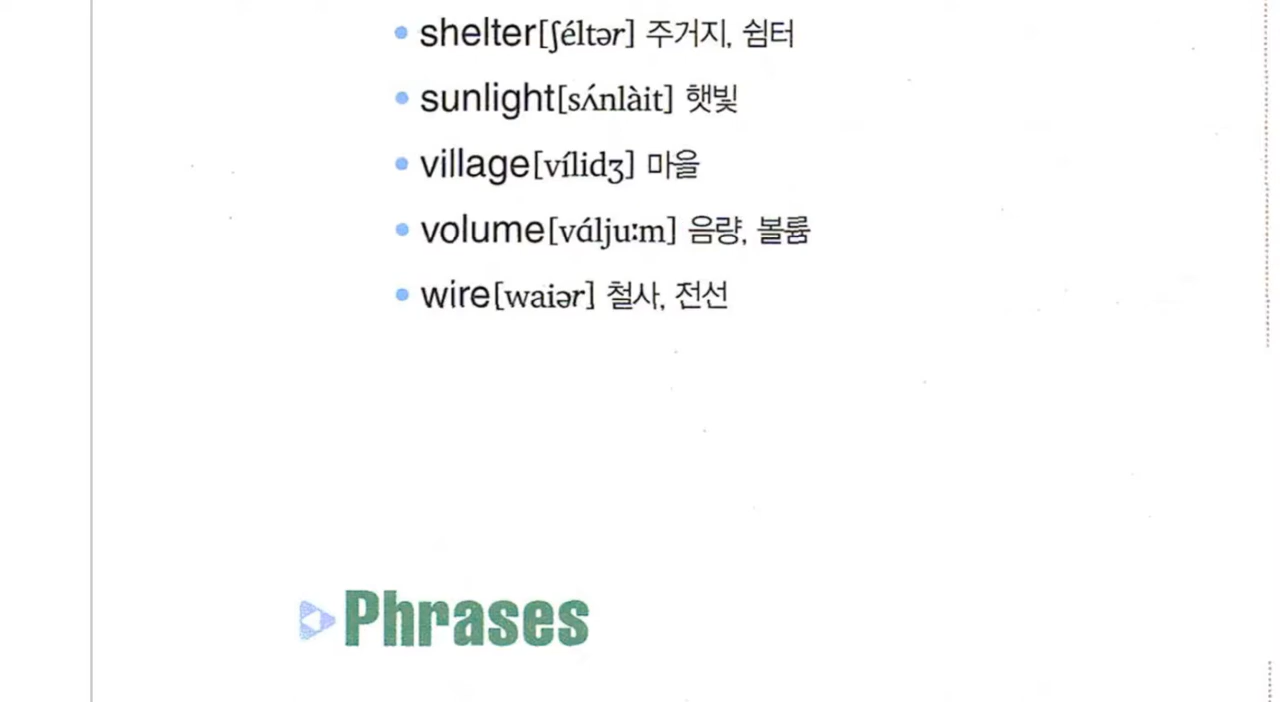 • shelter[ʃéltər] 주거지, 쉼터
• sunlight[sʌ́nlàit] 햇빛
• village[vílidʒ] 마을
• volume[válju:m] 음량, 볼륨
• wire[waiər] 철사, 전선
Phrases